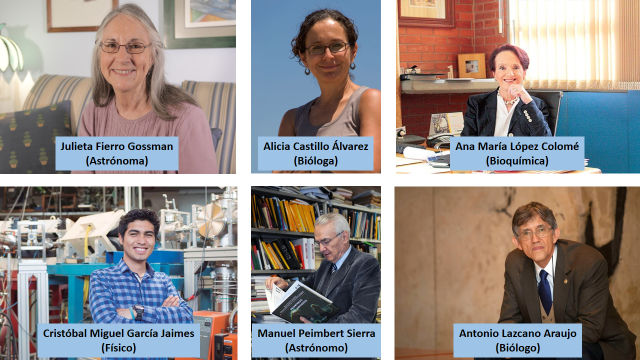 Julieta Fierro Gossman
(Astrónoma)
Alicia Castillo Álvarez
(Bióloga)
Ana María López Colomé
(Bioquímica)
Cristóbal Miguel García Jaimes
(Físico)
Manuel Peimbert Sierra
(Astrónomo)
Antonio Lazcano Araujo
(Biólogo)